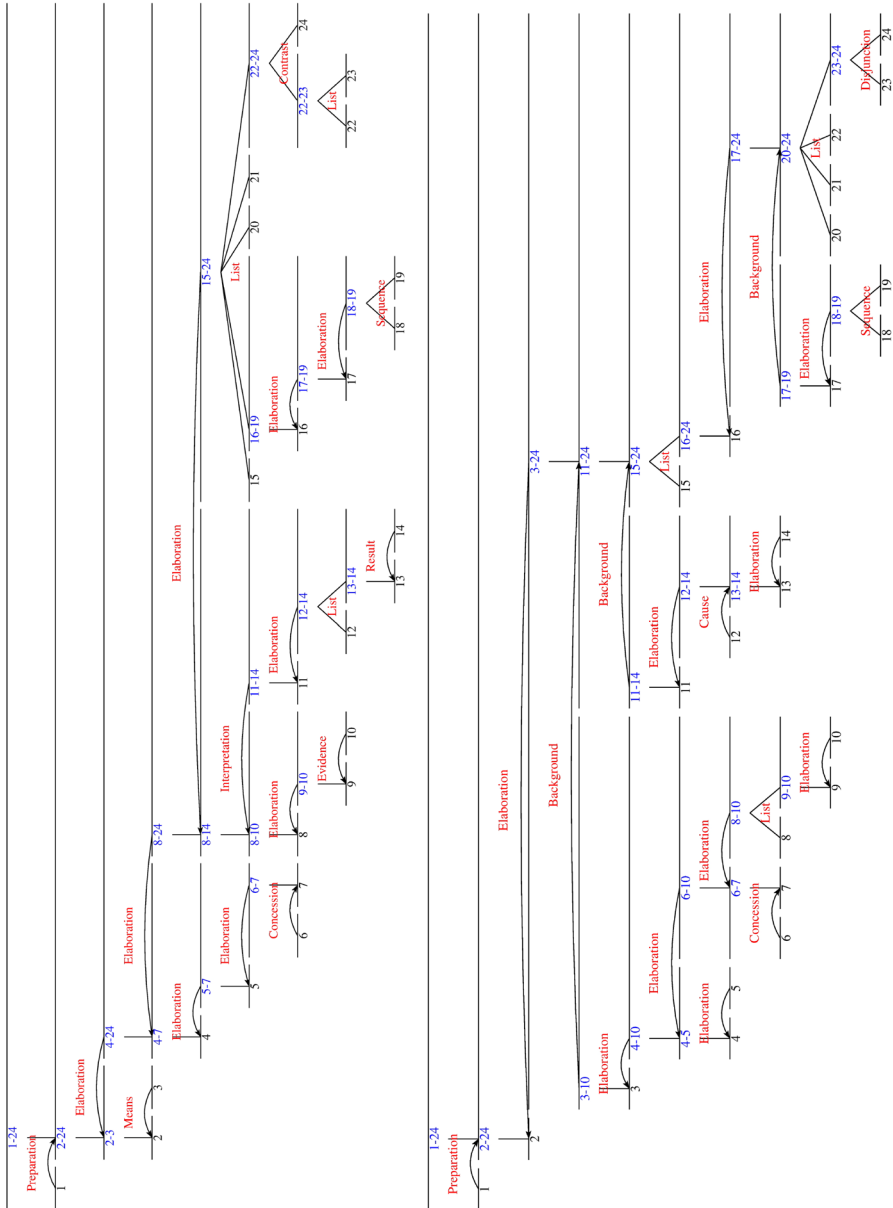 1-24
Preparation
1 2-24
Elaboration
2-3 4-24
Means Elaboration
2 3 4-7 8-24
Elaboration Elaboration
4 5-7 8-14 15-24
Elaboration Interpretation List
5 6-7 8-10 11-14 15 16-19 20 21 22-24
Concession Elaboration Elaboration Elaboration Contrast
6 7 8 9-10 11 12-14 16 17-19 22-23 24
Evidence List Elaboration List
9 10 12 13-14 17 18-19 22 23
Result Sequence
13 14 18 19
1-24
Preparation
1 2-24
Elaboration
2 3-24
Background
3-10 11-24
Elaboration Background
3 4-10 11-14 15-24
Elaboration Elaboration List
4-5 6-10 11 12-14 15 16-24
Elaboration Elaboration Cause Elaboration
4 5 6-7 8-10 12 13-14 16 17-24
Concession List Elaboration Background
6 7 8 9-10 13 14 17-19 20-24
Elaboration Elaboration List
9 10 17 18-19 20 21 22 23-24
Sequence Disjunction
18 19 23 24